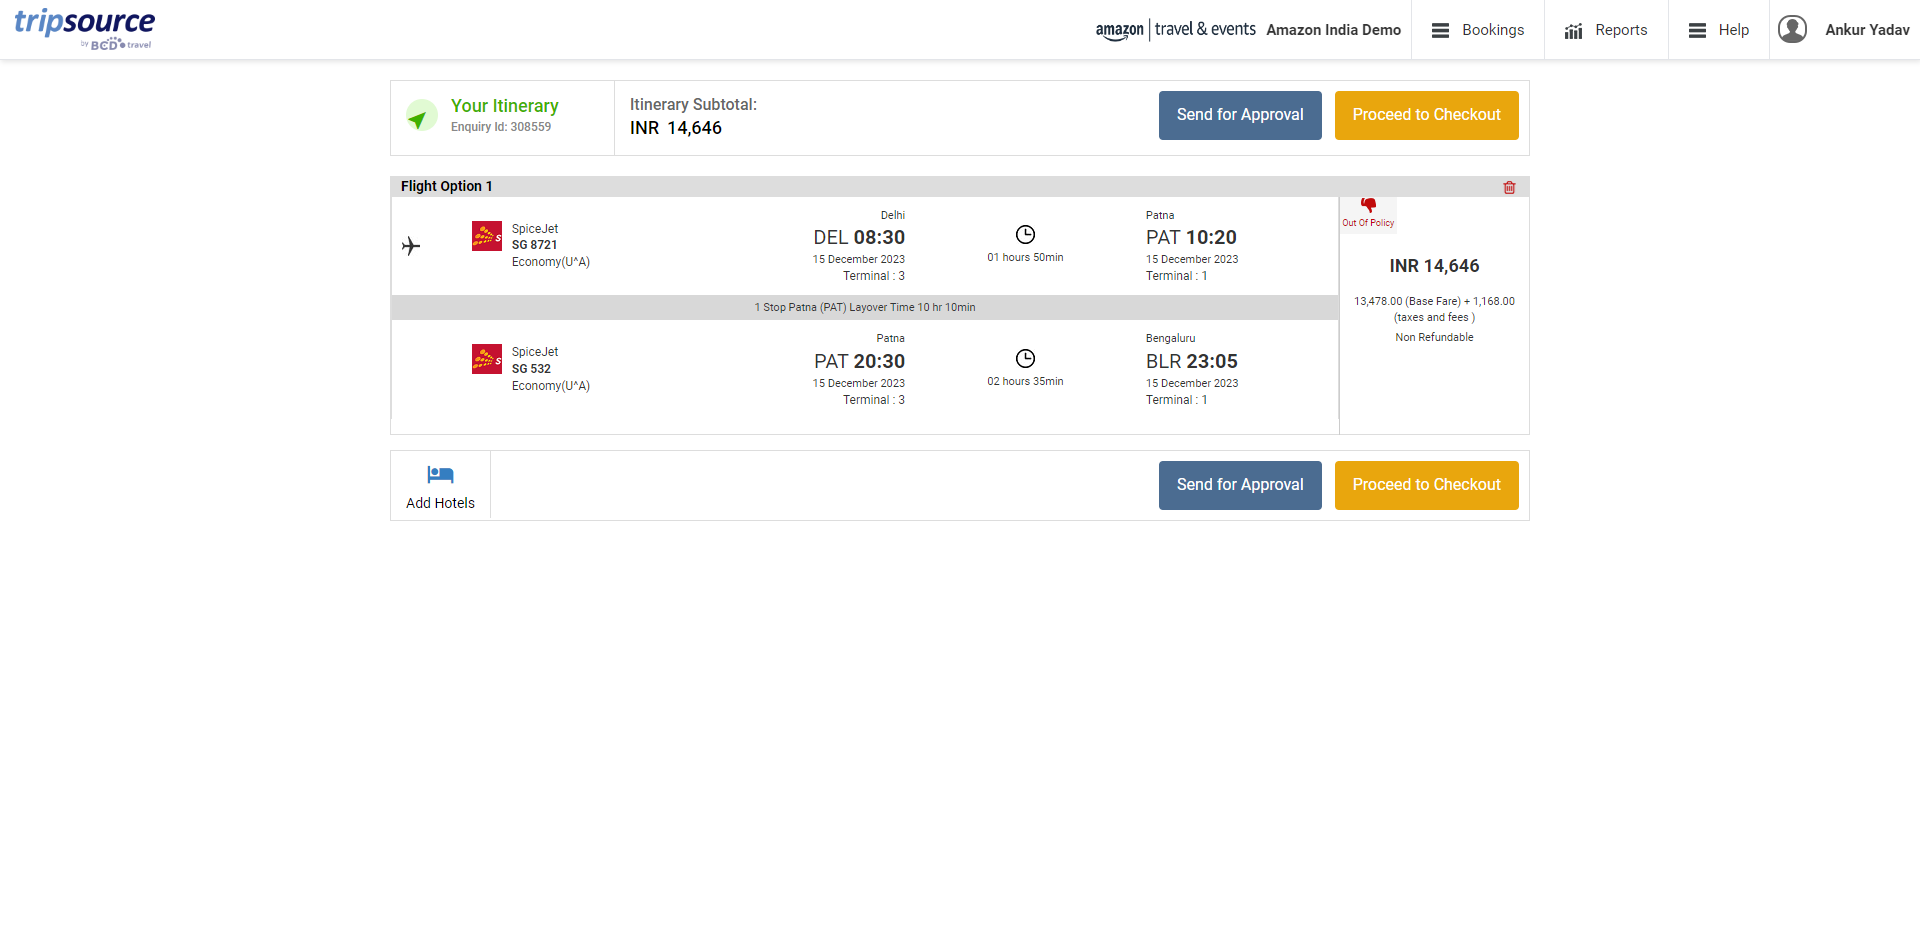 tripsource
by BCD travel
amazon | travel & events
Amazon India Demo
Bookings
Reports
Help
Ankur Yadav
Your Itinerary
Enquiry Id: 308559
Itinerary Subtotal:
INR 14,646
Send for Approval
Proceed to Checkout
Flight Option 1
SpiceJet
SG 8721
Economy(U^A)
Delhi
DEL 08:30
15 December 2023
Terminal : 3
01 hours 50min
Patna
PAT 10:20
15 December 2023
Terminal : 1
1 Stop Patna (PAT) Layover Time 10 hr 10min
SpiceJet
SG 532
Economy(U^A)
Patna
PAT 20:30
15 December 2023
Terminal : 3
02 hours 35min
Bengaluru
BLR 23:05
15 December 2023
Terminal : 1
Out Of Policy
INR 14,646
13,478.00 (Base Fare) + 1,168.00
(taxes and fees )
Non Refundable
Add Hotels
Send for Approval
Proceed to Checkout